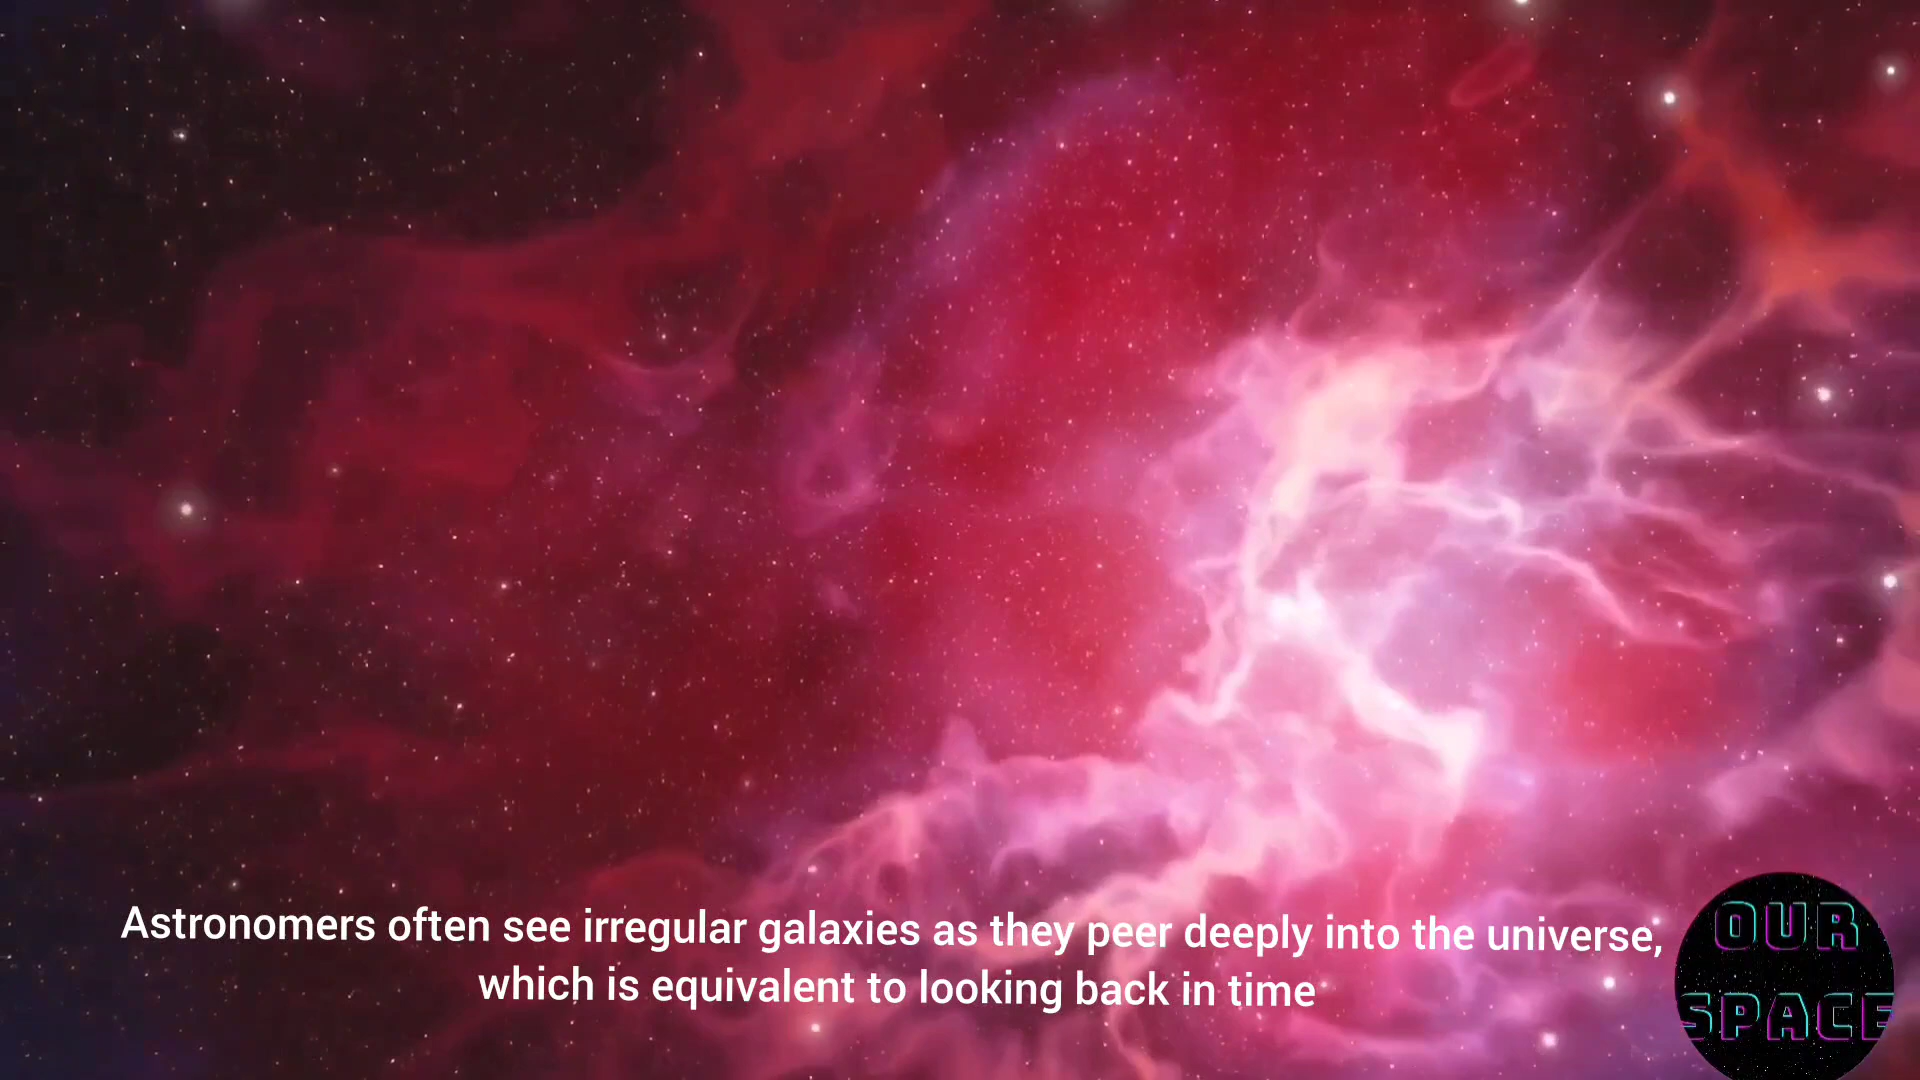 Astronomers often see irregular galaxies as they peer deeply into the universe,
which is equivalent to looking back in time
OUR
SPACE